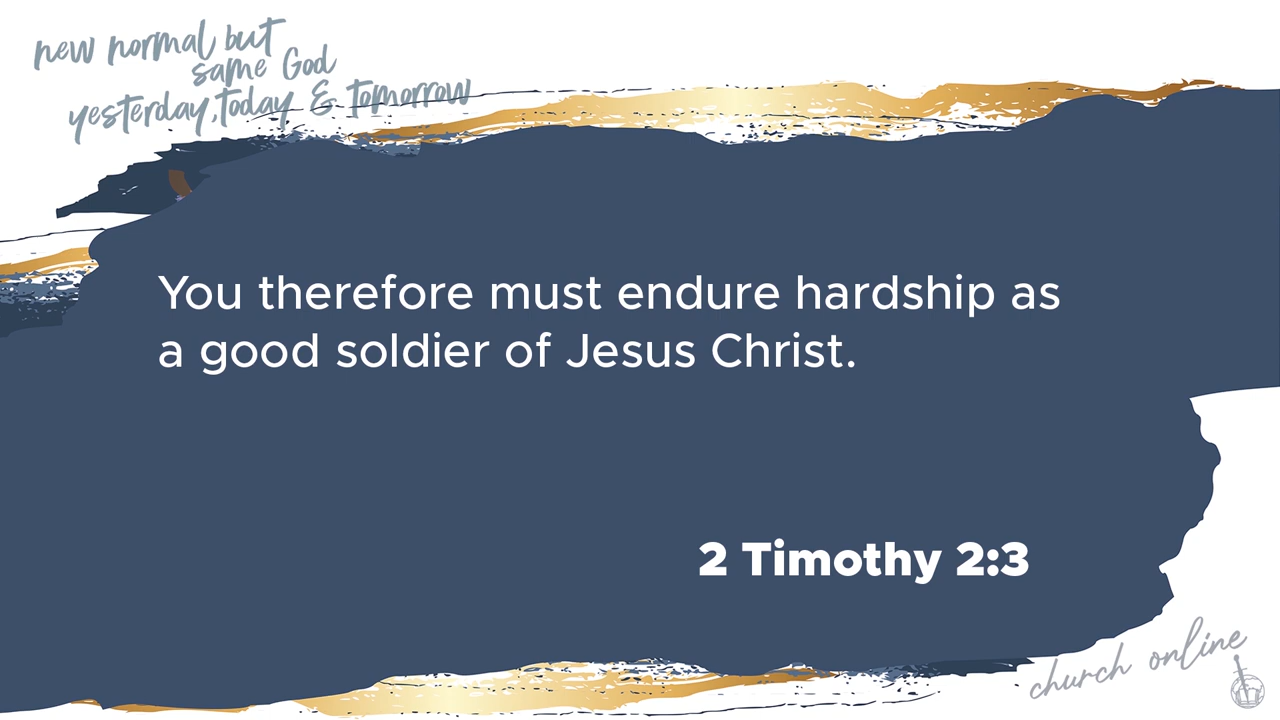 new normal but
same God
yesterday, today & tomorrow
You therefore must endure hardship as
a good soldier of Jesus Christ.
2 Timothy 2:3
church online